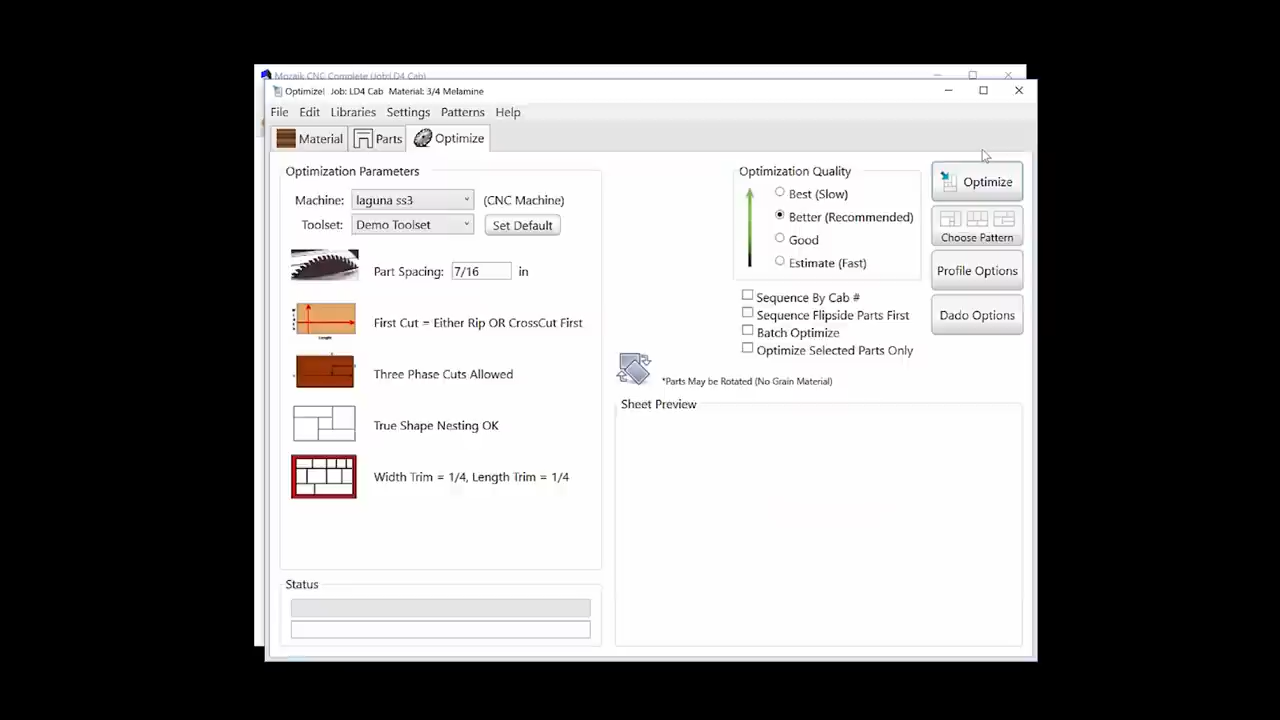 Mozaik CNC Complete (Job: LD4 Cab)
Optimize! Job: LD4 Cab Material: 3/4 Melamine
File Edit Libraries Settings Patterns Help
Material Parts Optimize
Optimization Parameters
Machine: laguna ss3 (CNC Machine)
Toolset: Demo Toolset Set Default
Part Spacing: 7/16 in
First Cut = Either Rip OR CrossCut First
Length
Three Phase Cuts Allowed
True Shape Nesting OK
Width Trim = 1/4, Length Trim = 1/4
Status
Optimization Quality
Best (Slow)
Better (Recommended)
Good
Estimate (Fast)
Optimize
Choose Pattern
Profile Options
Dado Options
Sequence By Cab #
Sequence Flipside Parts First
Batch Optimize
Optimize Selected Parts Only
*Parts May be Rotated (No Grain Material)
Sheet Preview